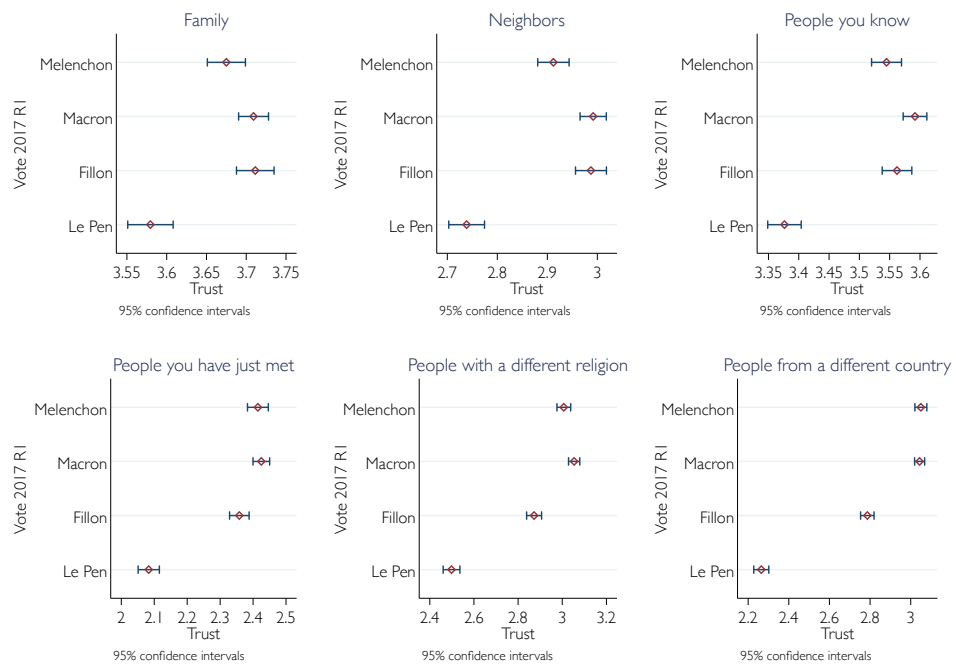 Family
Vote 2017 R1
Melenchon
Macron
Fillon
Le Pen
3.55 3.6 3.65 3.7 3.75
Trust
95% confidence intervals
Neighbors
Vote 2017 R1
Melenchon
Macron
Fillon
Le Pen
2.7 2.8 2.9 3
Trust
95% confidence intervals
People you know
Vote 2017 R1
Melenchon
Macron
Fillon
Le Pen
3.35 3.4 3.45 3.5 3.55 3.6
Trust
95% confidence intervals
People you have just met
Vote 2017 R1
Melenchon
Macron
Fillon
Le Pen
2 2.1 2.2 2.3 2.4 2.5
Trust
95% confidence intervals
People with a different religion
Vote 2017 R1
Melenchon
Macron
Fillon
Le Pen
2.4 2.6 2.8 3 3.2
Trust
95% confidence intervals
People from a different country
Vote 2017 R1
Melenchon
Macron
Fillon
Le Pen
2.2 2.4 2.6 2.8 3
Trust
95% confidence intervals